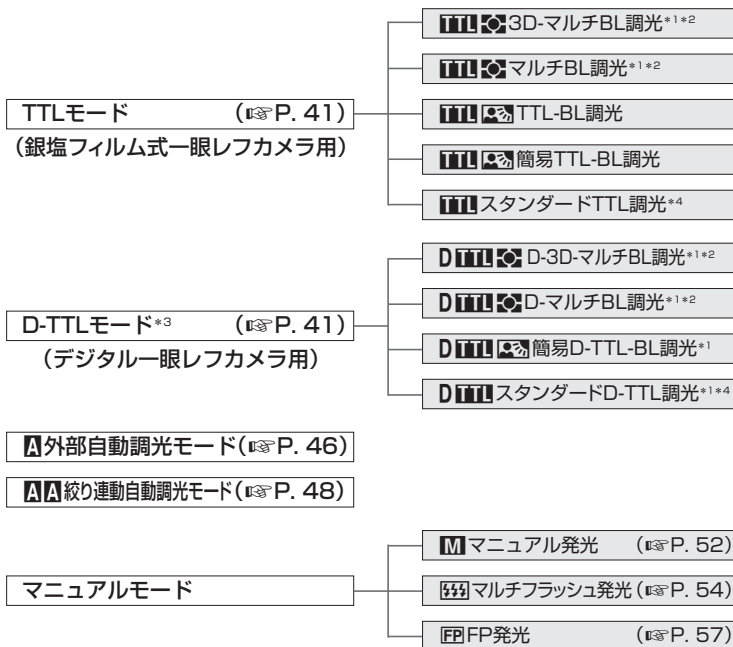 TTL 3D-マルチBL調光*1*2
TTL マルチBL調光*1*2
TTLモード (☞P. 41)
(銀塩フィルム式一眼レフカメラ用)
TTL TTL-BL調光
TTL 簡易TTL-BL調光
TTL スタンダードTTL調光*4
D TTL D-3D-マルチBL調光*1*2
D TTL D-マルチBL調光*1*2
D-TTLモード*3 (☞P. 41)
(デジタル一眼レフカメラ用)
D TTL 簡易D-TTL-BL調光*1
D TTL スタンダードD-TTL調光*1*4
A 外部自動調光モード(☞P. 46)
AA 絞り連動自動調光モード(☞P. 48)
マニュアルモード
M マニュアル発光 (☞P. 52)
マルチフラッシュ発光(☞P. 54)
FP FP発光 (☞P. 57)